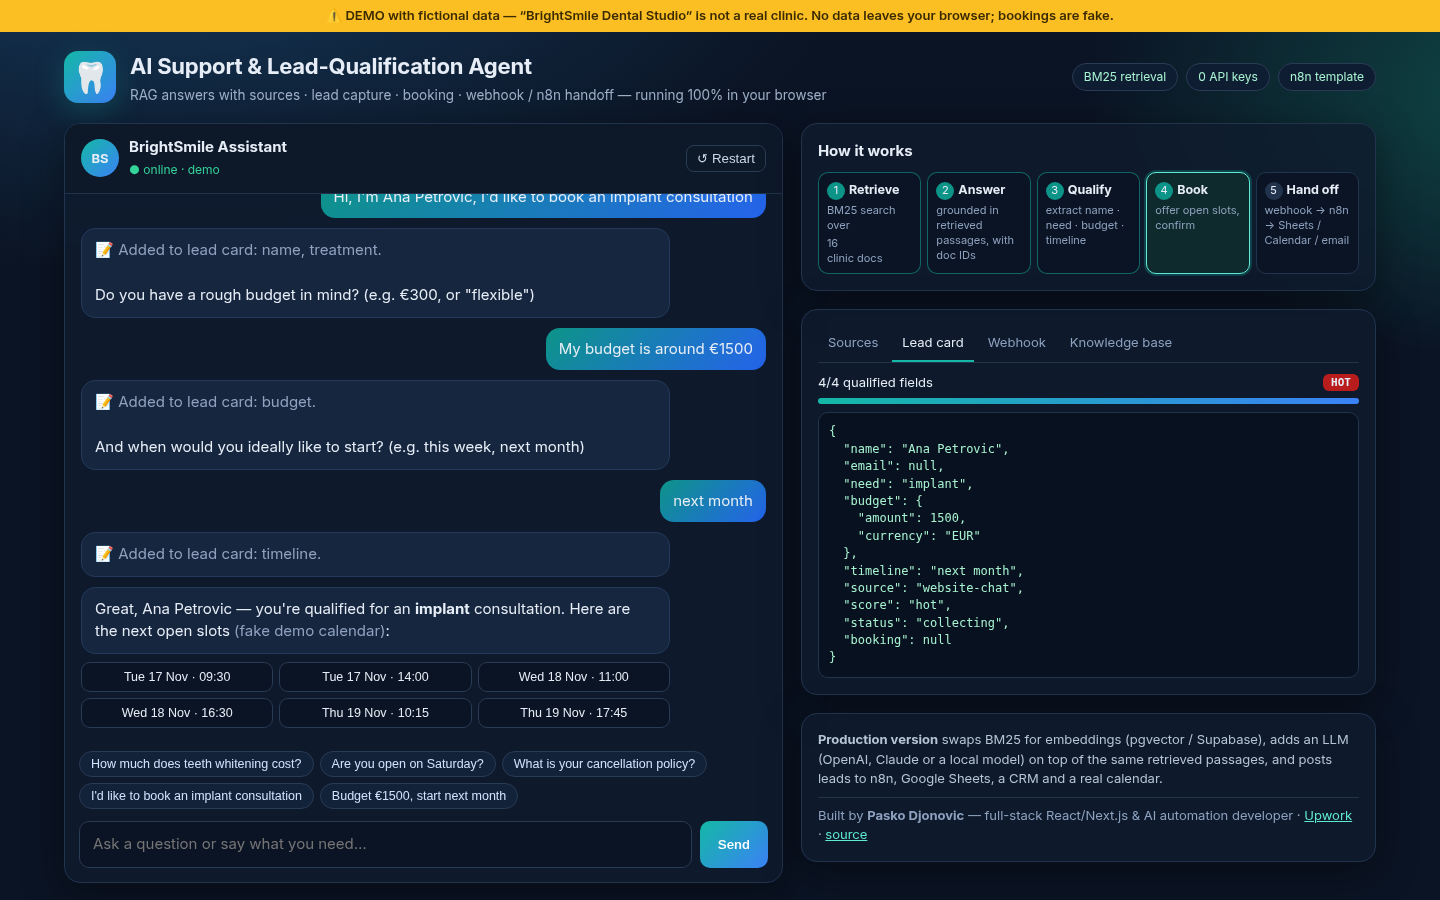 ⚠️ DEMO with fictional data — “BrightSmile Dental Studio” is not a real clinic. No data leaves your browser; bookings are fake.
AI Support & Lead-Qualification Agent
RAG answers with sources · lead capture · booking · webhook / n8n handoff — running 100% in your browser
BM25 retrieval
0 API keys
n8n template
BS
BrightSmile Assistant
online · demo
↺ Restart
Hi, I'm Ana Petrovic, I'd like to book an implant consultation
📝 Added to lead card: name, treatment.
Do you have a rough budget in mind? (e.g. €300, or "flexible")
My budget is around €1500
📝 Added to lead card: budget.
And when would you ideally like to start? (e.g. this week, next month)
next month
📝 Added to lead card: timeline.
Great, Ana Petrovic — you're qualified for an implant consultation. Here are
the next open slots (fake demo calendar):
Tue 17 Nov · 09:30
Tue 17 Nov · 14:00
Wed 18 Nov · 11:00
Wed 18 Nov · 16:30
Thu 19 Nov · 10:15
Thu 19 Nov · 17:45
How much does teeth whitening cost?
Are you open on Saturday?
What is your cancellation policy?
I'd like to book an implant consultation
Budget €1500, start next month
Ask a question or say what you need...
Send
How it works
1 Retrieve
BM25 search
over
16
clinic docs
2 Answer
grounded in
retrieved
passages, with
doc IDs
3 Qualify
extract name ·
need · budget ·
timeline
4 Book
offer open slots,
confirm
5 Hand off
webhook → n8n
→ Sheets /
Calendar / email
Sources
Lead card
Webhook
Knowledge base
4/4 qualified fields
HOT
{
"name": "Ana Petrovic",
"email": null,
"need": "implant",
"budget": {
"amount": 1500,
"currency": "EUR"
},
"timeline": "next month",
"source": "website-chat",
"score": "hot",
"status": "collecting",
"booking": null
}
Production version swaps BM25 for embeddings (pgvector / Supabase), adds an LLM
(OpenAI, Claude or a local model) on top of the same retrieved passages, and posts
leads to n8n, Google Sheets, a CRM and a real calendar.
Built by Pasko Djonovic — full-stack React/Next.js & AI automation developer · Upwork
· source